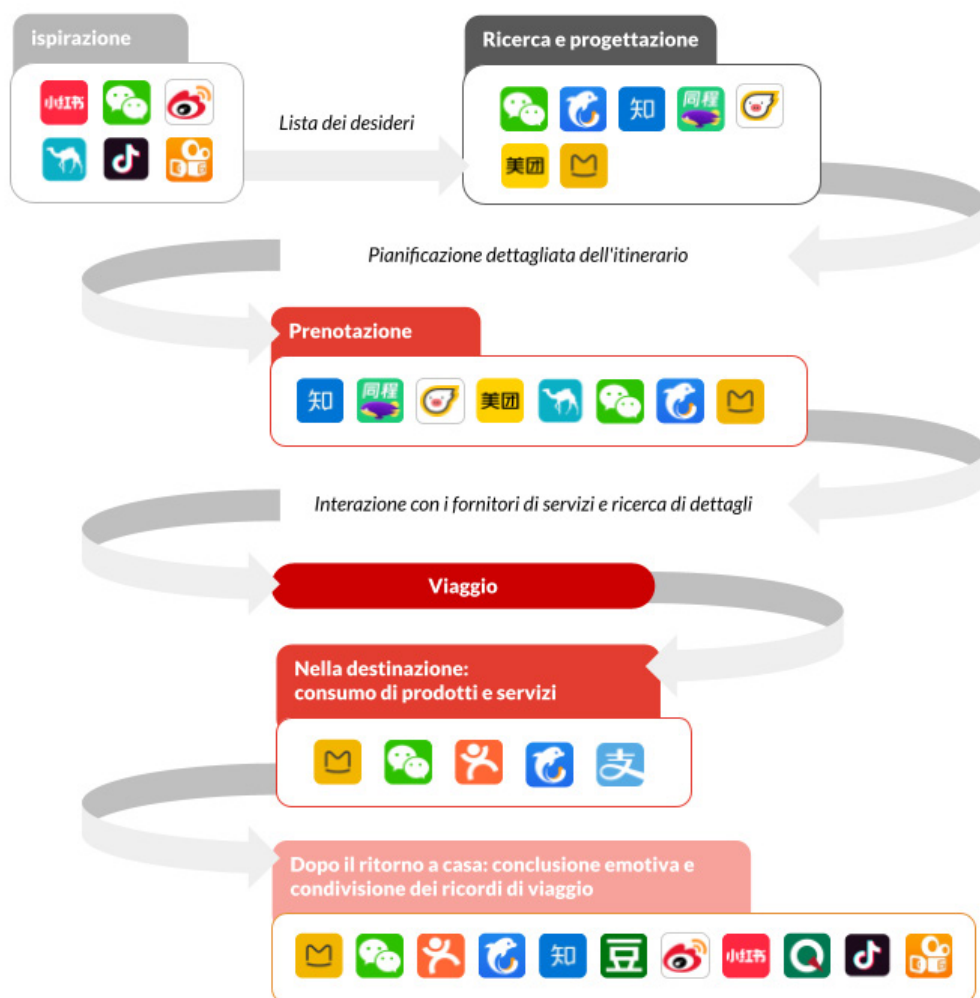 ispirazione
小红书
Lista dei desideri
Ricerca e progettazione
知
同程
美团
Pianificazione dettagliata dell'itinerario
Prenotazione
知
同程
美团
Interazione con i fornitori di servizi e ricerca di dettagli
Viaggio
Nella destinazione:
consumo di prodotti e servizi
支
Dopo il ritorno a casa: conclusione emotiva e
condivisione dei ricordi di viaggio
知
豆
小红书